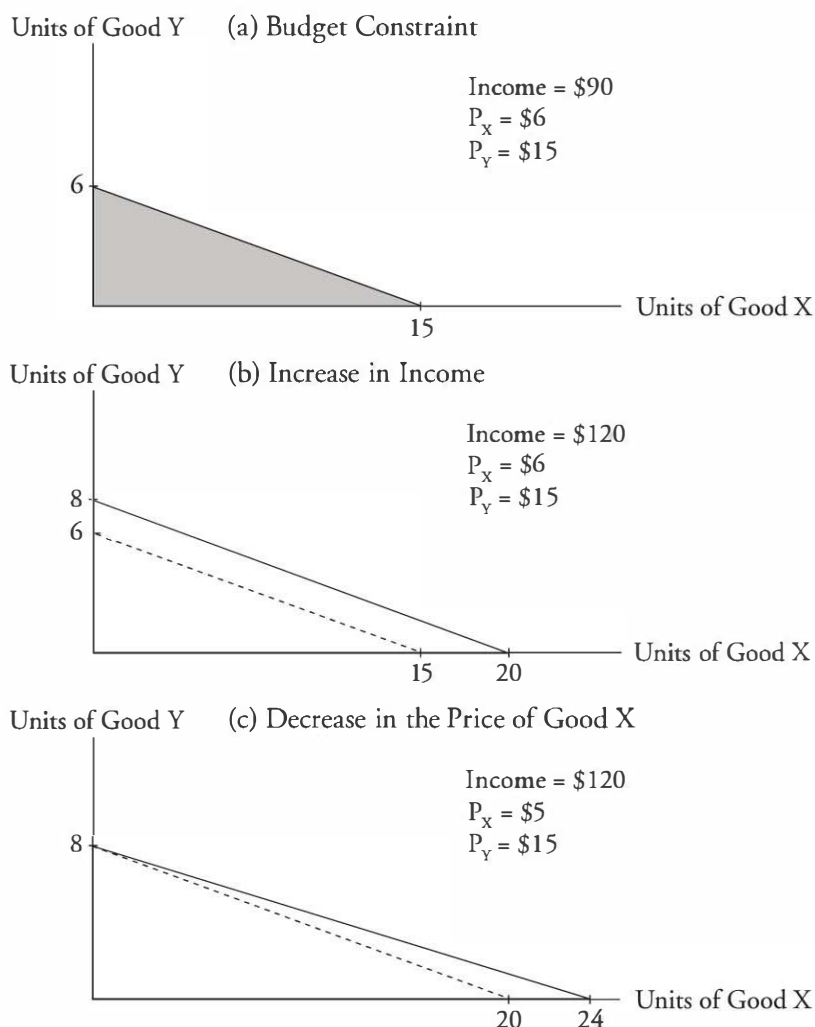 Units of Good Y (a) Budget Constraint
Income = $90
P_X = $6
P_Y = $15
6
15
Units of Good X
Units of Good Y (b) Increase in Income
Income = $120
P_X = $6
P_Y = $15
8
6
15 20
Units of Good X
Units of Good Y (c) Decrease in the Price of Good X
Income = $120
P_X = $5
P_Y = $15
8
20 24
Units of Good X